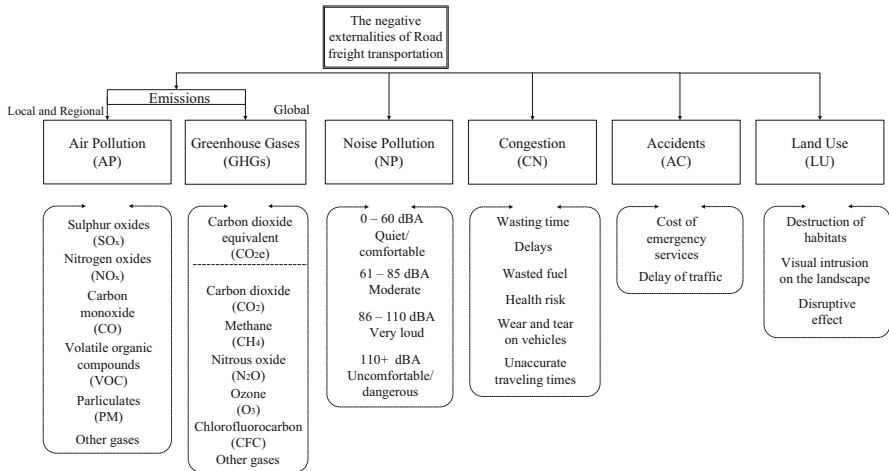 The negative
externalities of Road
freight transportation
Emissions
Local and Regional
Global
Air Pollution
(AP)
Greenhouse Gases
(GHGs)
Noise Pollution
(NP)
Congestion
(CN)
Accidents
(AC)
Land Use
(LU)
Sulphur oxides
(SOₓ)
Nitrogen oxides
(NOₓ)
Carbon
monoxide
(CO)
Volatile organic
compounds
(VOC)
Parliculates
(PM)
Other gases
Carbon dioxide
equivalent
(CO₂e)
Carbon dioxide
(CO₂)
Methane
(CH₄)
Nitrous oxide
(N₂O)
Ozone
(O₃)
Chlorofluorocarbon
(CFC)
Other gases
0 – 60 dBA
Quiet/
comfortable
61 – 85 dBA
Moderate
86 – 110 dBA
Very loud
110+ dBA
Uncomfortable/
dangerous
Wasting time
Delays
Wasted fuel
Health risk
Wear and tear
on vehicles
Unaccurate
traveling times
Cost of
emergency
services
Delay of traffic
Destruction of
habitats
Visual intrusion
on the landscape
Disruptive
effect